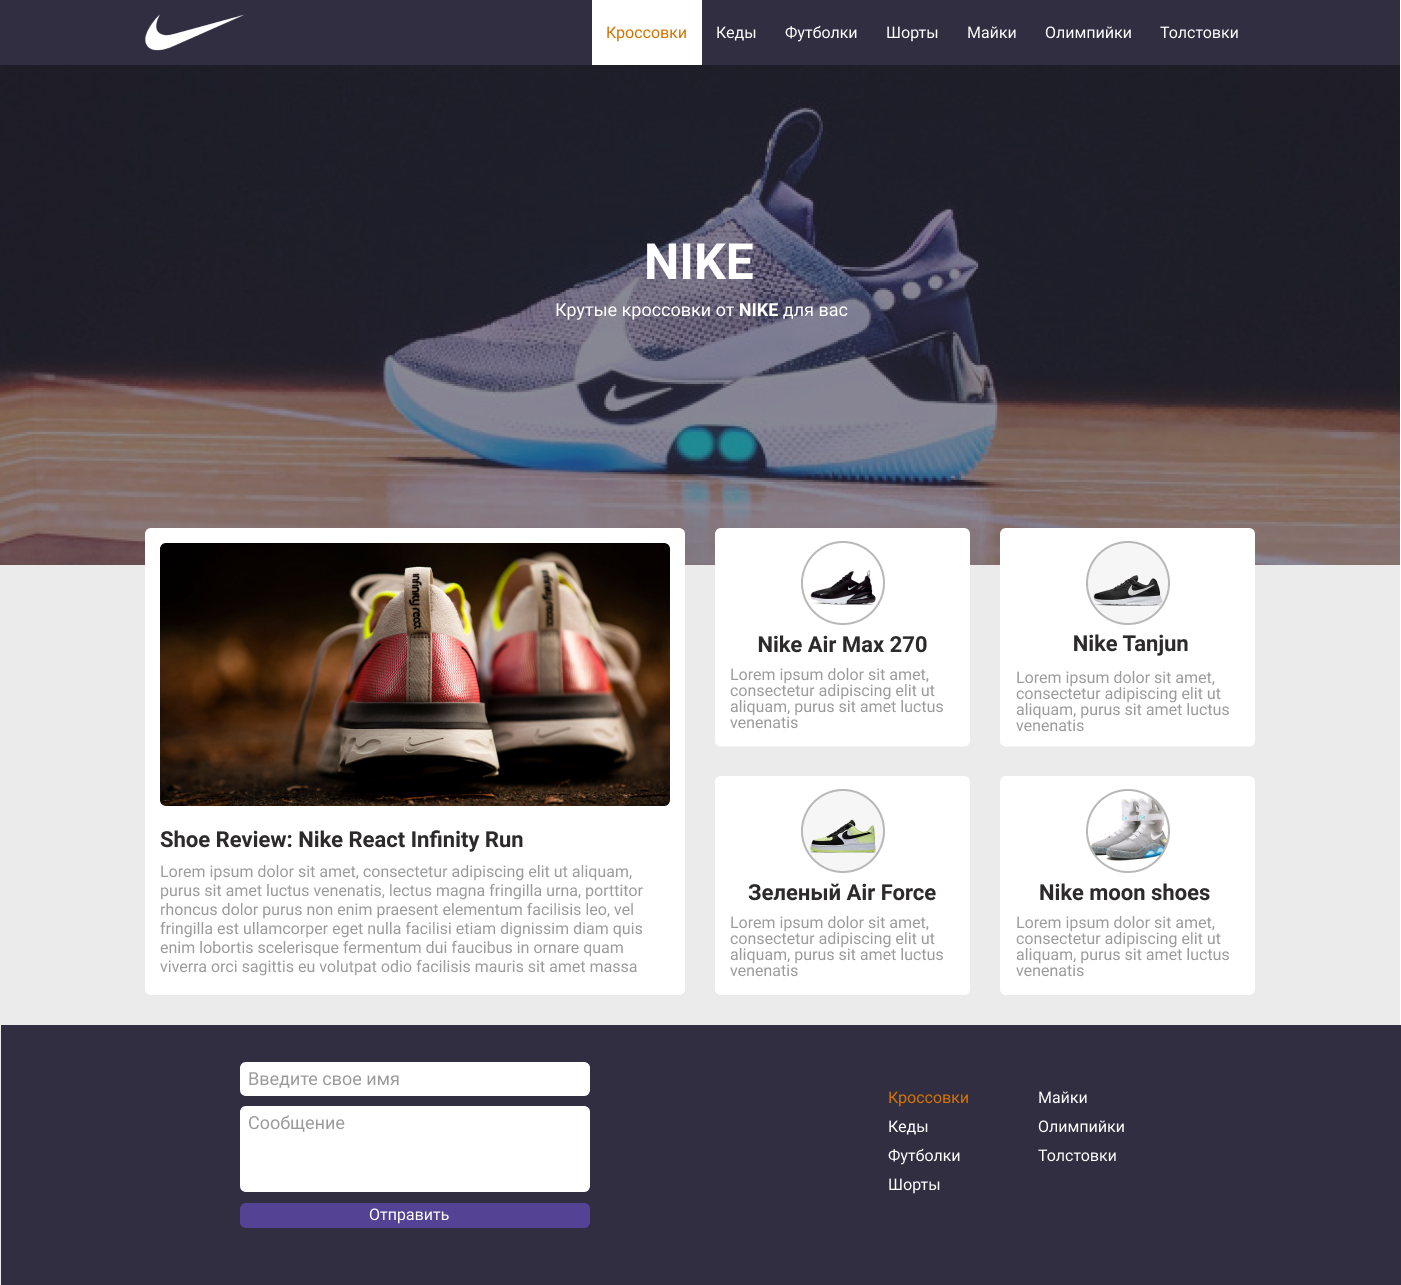 Кроссовки Кеды Футболки Шорты Майки Олимпийки Толстовки
NIKE
Крутые кроссовки от NIKE для вас
infinity react
infinity react
Shoe Review: Nike React Infinity Run
Lorem ipsum dolor sit amet, consectetur adipiscing elit ut aliquam,
purus sit amet luctus venenatis, lectus magna fringilla urna, porttitor
rhoncus dolor purus non enim praesent elementum facilisis leo, vel
fringilla est ullamcorper eget nulla facilisi etiam dignissim diam quis
enim lobortis scelerisque fermentum dui faucibus in ornare quam
viverra orci sagittis eu volutpat odio facilisis mauris sit amet massa
Nike Air Max 270
Lorem ipsum dolor sit amet,
consectetur adipiscing elit ut
aliquam, purus sit amet luctus
venenatis
Nike Tanjun
Lorem ipsum dolor sit amet,
consectetur adipiscing elit ut
aliquam, purus sit amet luctus
venenatis
Зеленый Air Force
Lorem ipsum dolor sit amet,
consectetur adipiscing elit ut
aliquam, purus sit amet luctus
venenatis
Nike moon shoes
Lorem ipsum dolor sit amet,
consectetur adipiscing elit ut
aliquam, purus sit amet luctus
venenatis
Введите свое имя
Сообщение
Отправить
Кроссовки
Кеды
Футболки
Шорты
Майки
Олимпийки
Толстовки